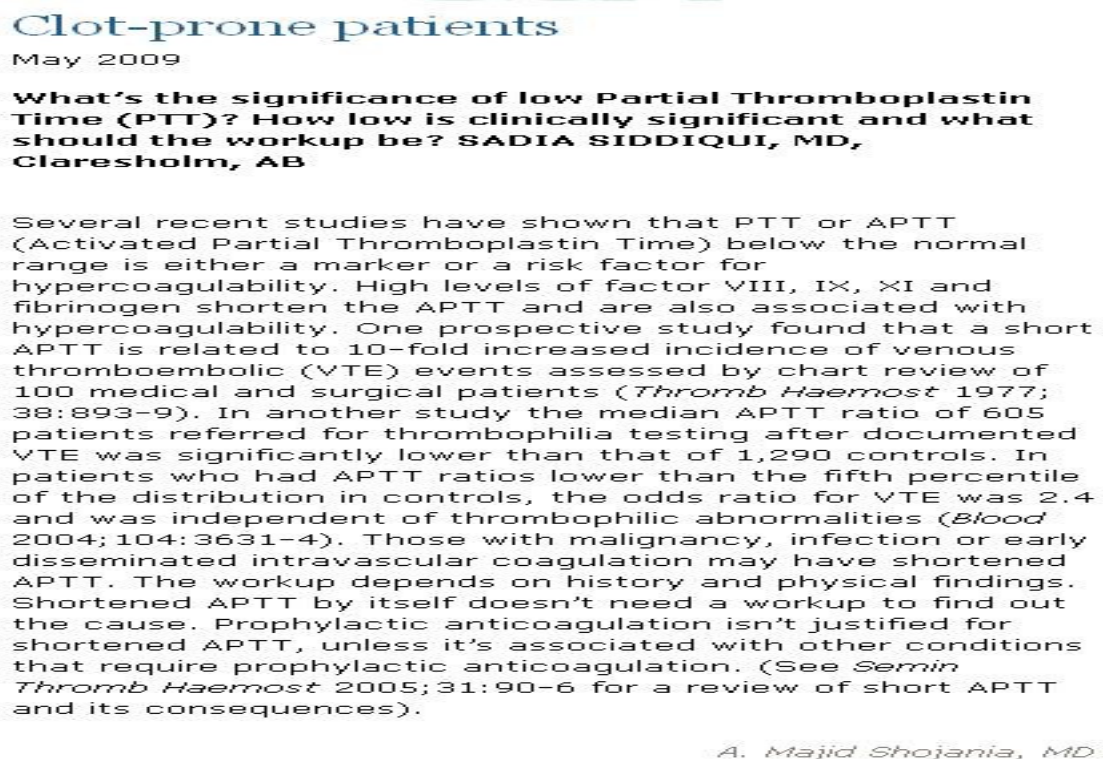 Clot-prone patients
May 2009
What's the significance of low Partial Thromboplastin
Time (PTT)? How low is clinically significant and what
should the workup be? SADIA SIDDIQUI, MD,
Claresholm, AB
Several recent studies have shown that PTT or APTT
(Activated Partial Thromboplastin Time) below the normal
range is either a marker or a risk factor for
hypercoagulability. High levels of factor VIII, IX, XI and
fibrinogen shorten the APTT and are also associated with
hypercoagulability. One prospective study found that a short
APTT is related to 10-fold increased incidence of venous
thromboembolic (VTE) events assessed by chart review of
100 medical and surgical patients (Thromb Haemost 1977;
38:893-9). In another study the median APTT ratio of 605
patients referred for thrombophilia testing after documented
VTE was significantly lower than that of 1,290 controls. In
patients who had APTT ratios lower than the fifth percentile
of the distribution in controls, the odds ratio for VTE was 2.4
and was independent of thrombophilic abnormalities (Blood
2004;104:3631-4). Those with malignancy, infection or early
disseminated intravascular coagulation may have shortened
APTT. The workup depends on history and physical findings.
Shortened APTT by itself doesn't need a workup to find out
the cause. Prophylactic anticoagulation isn't justified for
shortened APTT, unless it's associated with other conditions
that require prophylactic anticoagulation. (See Semin
Thromb Haemost 2005;31:90-6 for a review of short APTT
and its consequences).
A. Majid Shojania, MD